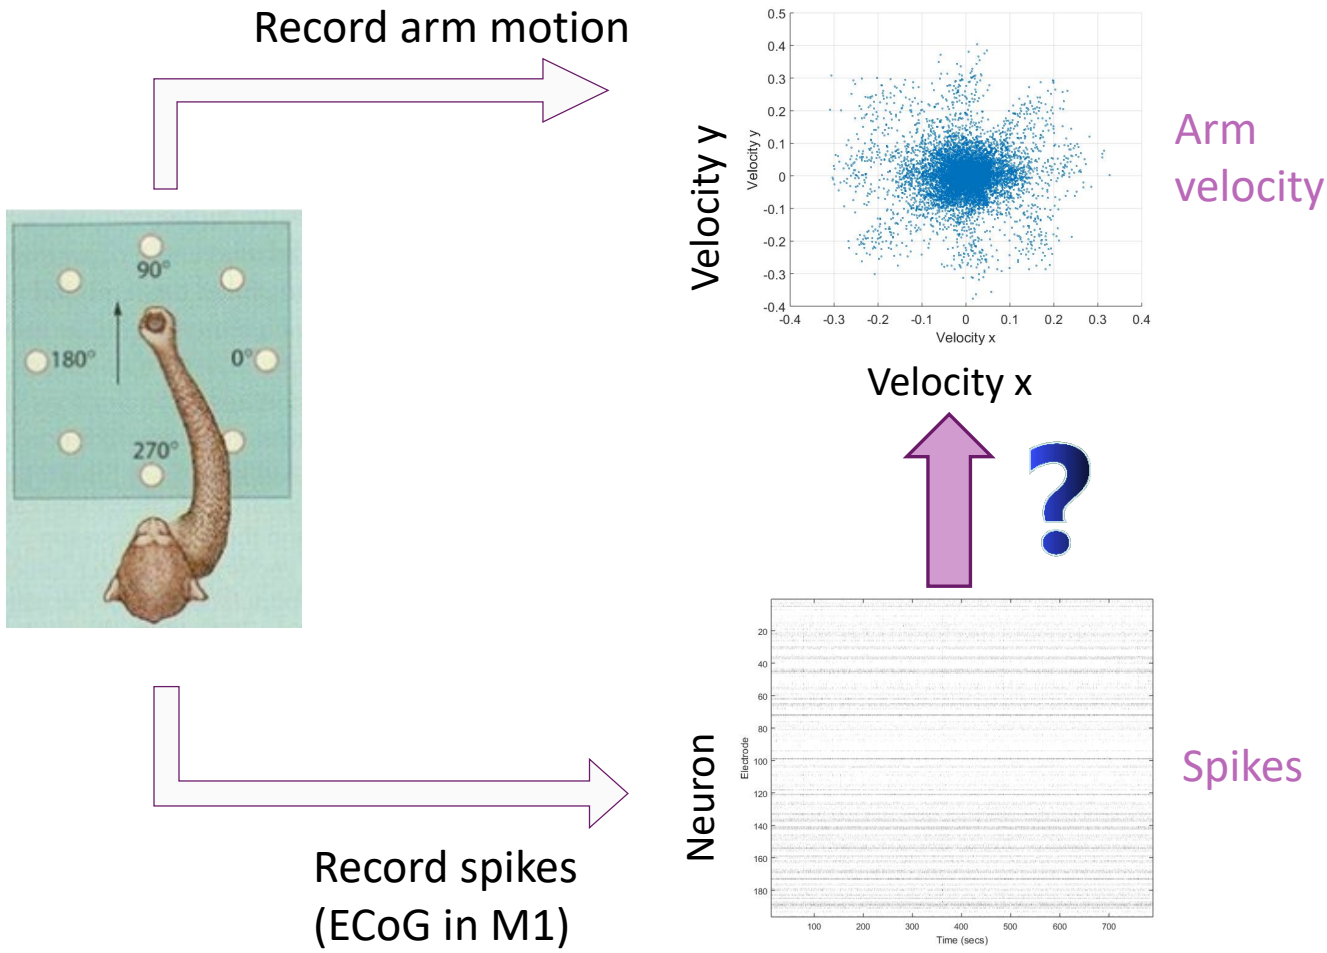 Record arm motion
90°
180°
0°
270°
Velocity y
Velocity y
0.5
0.4
0.3
0.2
0.1
0
-0.1
-0.2
-0.3
-0.4
-0.4 -0.3 -0.2 -0.1 0 0.1 0.2 0.3 0.4
Velocity x
Velocity x
Arm
velocity
?
Neuron
Electrode
20
40
60
80
100
120
140
160
180
100 200 300 400 500 600 700
Time (secs)
Spikes
Record spikes
(ECoG in M1)